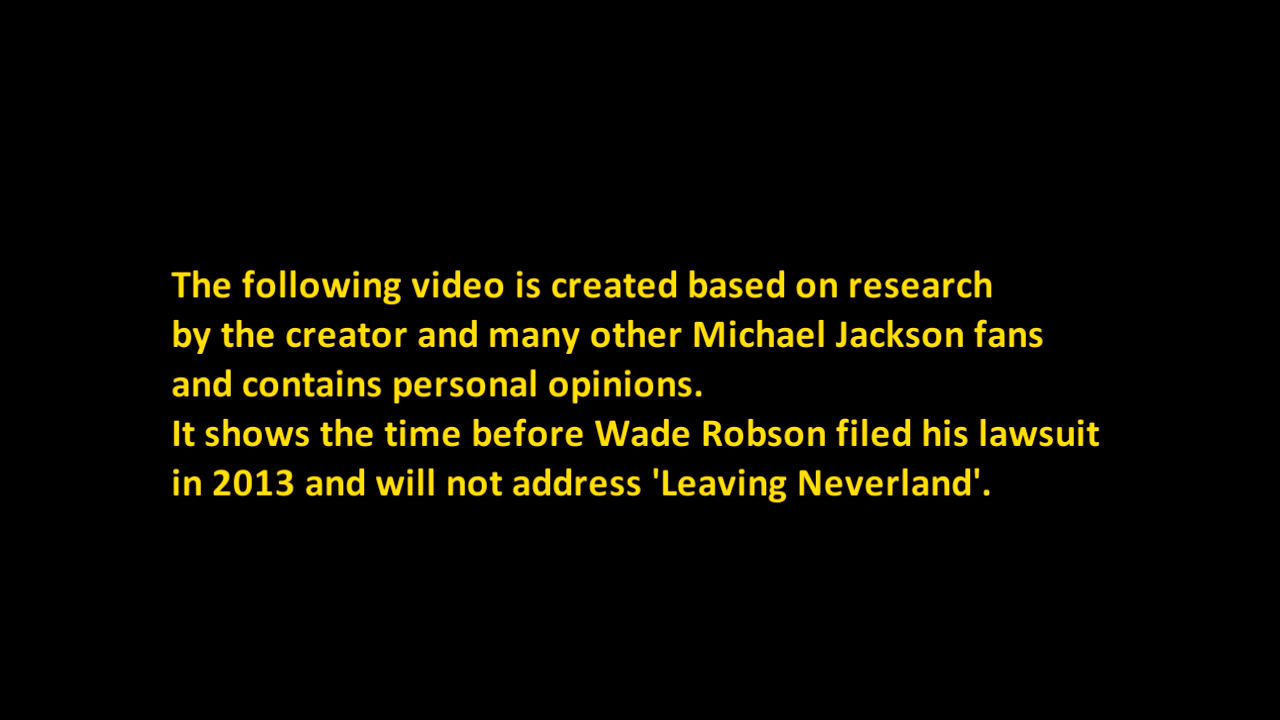 The following video is created based on research
by the creator and many other Michael Jackson fans
and contains personal opinions.
It shows the time before Wade Robson filed his lawsuit
in 2013 and will not address 'Leaving Neverland'.